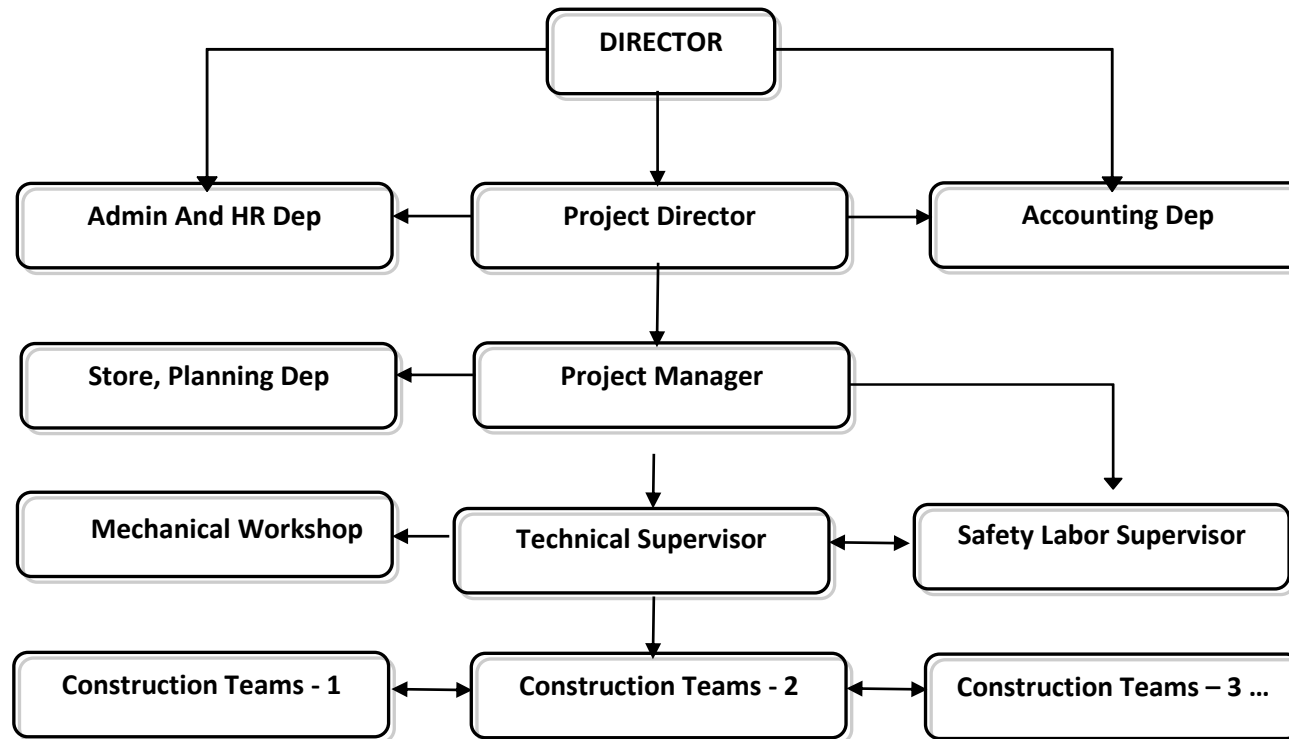 DIRECTOR
Admin And HR Dep
Project Director
Accounting Dep
Store, Planning Dep
Project Manager
Mechanical Workshop
Technical Supervisor
Safety Labor Supervisor
Construction Teams - 1
Construction Teams - 2
Construction Teams – 3 ...